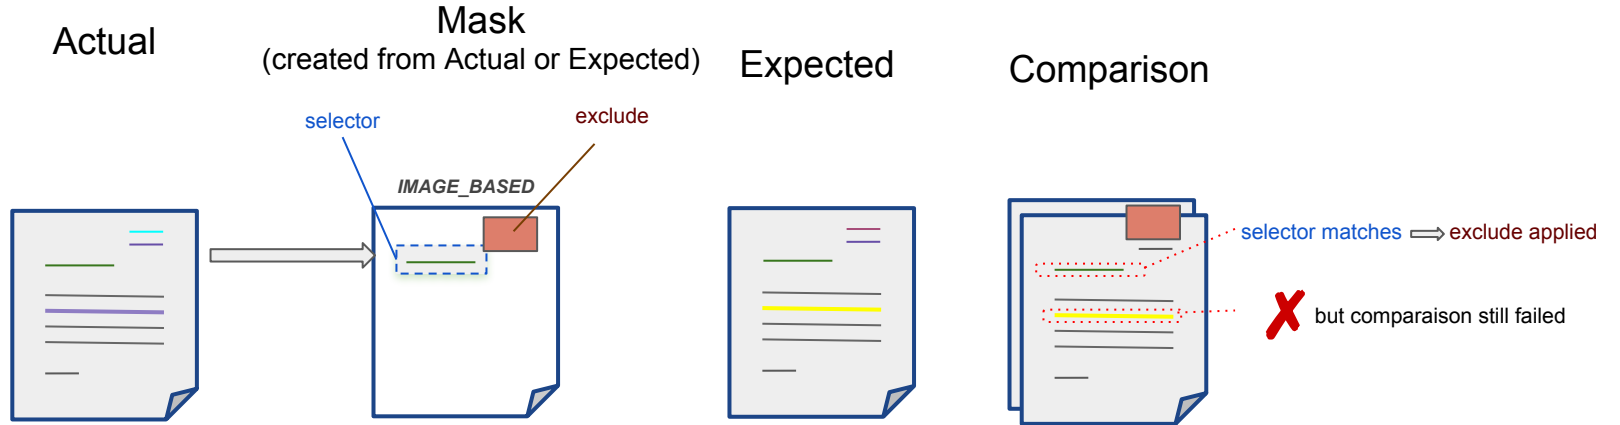 Actual
Mask
(created from Actual or Expected)
Expected
Comparison
selector
exclude
IMAGE_BASED
selector matches
exclude applied
but comparaison still failed